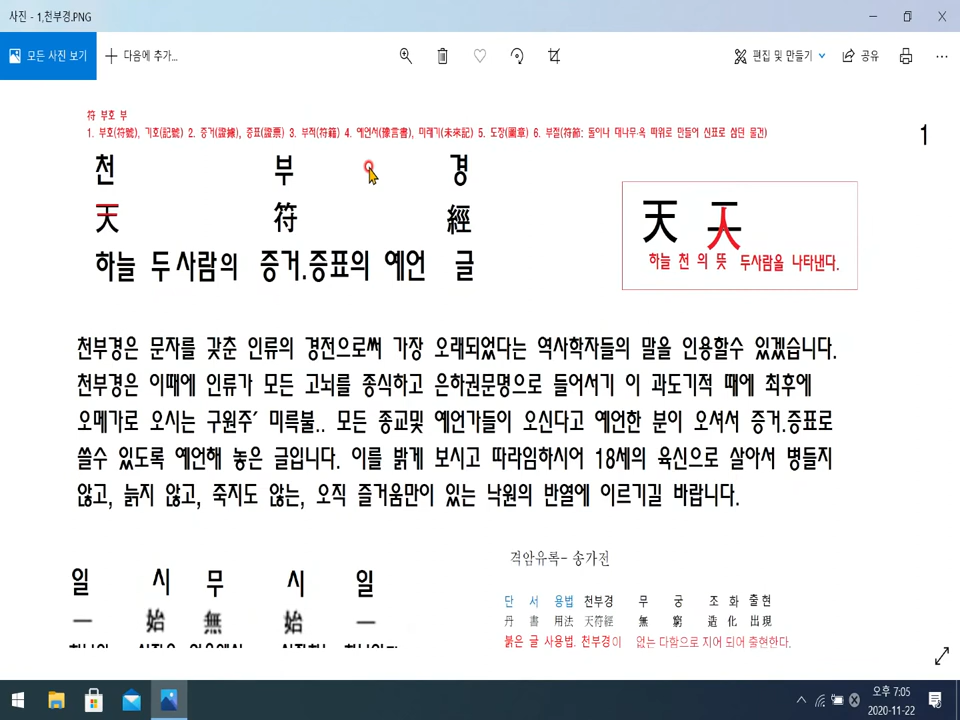 사진 - 1,천부경.PNG
모든 사진 보기
다음에 추가...
편집 및 만들기
공유
符 부호 부
1. 부호(符號), 기호(記號) 2. 증거(證據), 증표(證票) 3. 부적(符籍) 4. 예언서(豫言書), 미래기(未來記) 5. 도장(圖章) 6. 부절(符節: 돌이나 대나무·옥 따위로 만들어 신표로 삼던 물건)
1
천 부 경
天 符 經
하늘 두사람의 증거.증표의 예언 글
天 天
하늘 천 의 뜻 두사람을 나타낸다.
천부경은 문자를 갖춘 인류의 경전으로써 가장 오래되었다는 역사학자들의 말을 인용할수 있겠습니다.
천부경은 이때에 인류가 모든 고뇌를 종식하고 은하권문명으로 들어서기 이 과도기적 때에 최후에
오메가로 오시는 구원주′ 미륵불.. 모든 종교및 예언가들이 오신다고 예언한 분이 오셔서 증거.증표로
쓸수 있도록 예언해 놓은 글입니다. 이를 밝게 보시고 따라임하시어 18세의 육신으로 살아서 병들지
않고, 늙지 않고, 죽지도 않는, 오직 즐거움만이 있는 낙원의 반열에 이르기길 바랍니다.
격암유록- 송가전
일 시 무 시 일
一 始 無 始 一
단 서 용법 천부경 무 궁 조 화 출현
丹 書 用法 天符經 無 窮 造 化 出現
붉은 글 사용법. 천부경이 없는 다함으로 지어 되어 출현한다.
오후 7:05
2020-11-22